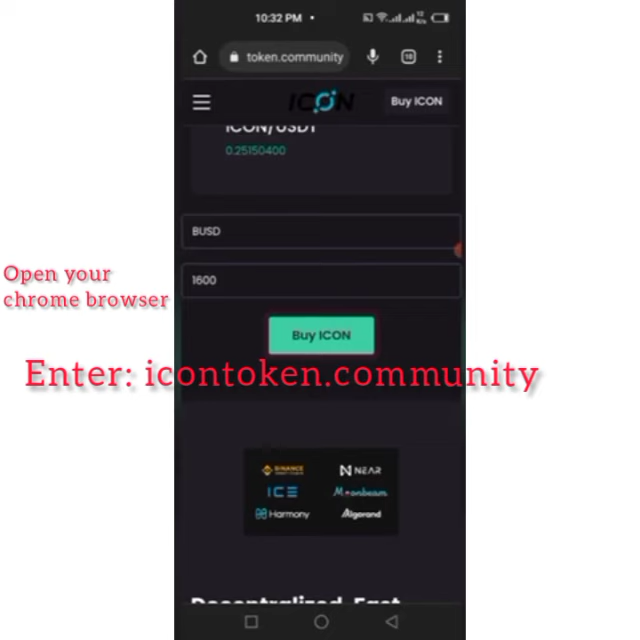 10:32 PM
token.community
18
ICON
Buy ICON
ICON/USDT
0.25150400
BUSD
Open your
chrome browser
1600
Buy ICON
Enter: icontoken.community
BINANCE
NEAR
ICE
Moonbeam
Harmony
Algorand
Decentralized, Fast